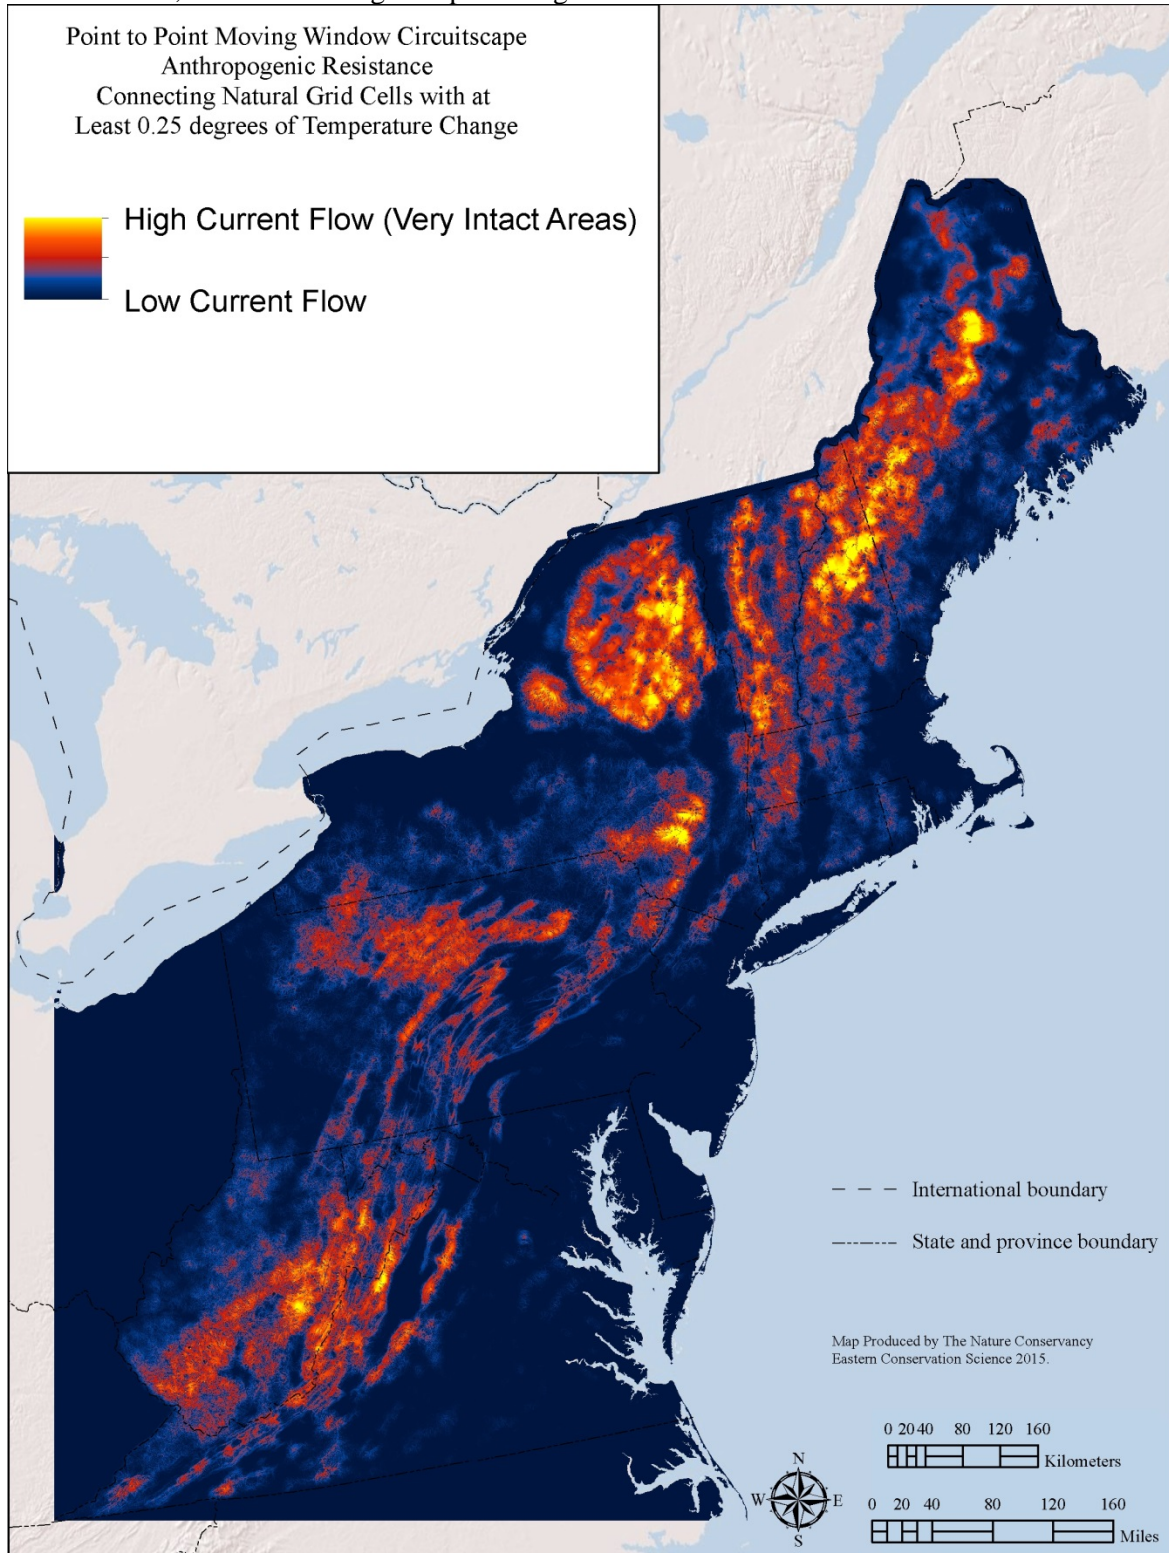 Point to Point Moving Window Circuitscape
Anthropogenic Resistance
Connecting Natural Grid Cells with at
Least 0.25 degrees of Temperature Change
High Current Flow (Very Intact Areas)
Low Current Flow
International boundary
State and province boundary
Map Produced by The Nature Conservancy
Eastern Conservation Science 2015.
0 20 40 80 120 160
Kilometers
N
W E
S
0 20 40 80 120 160
Miles